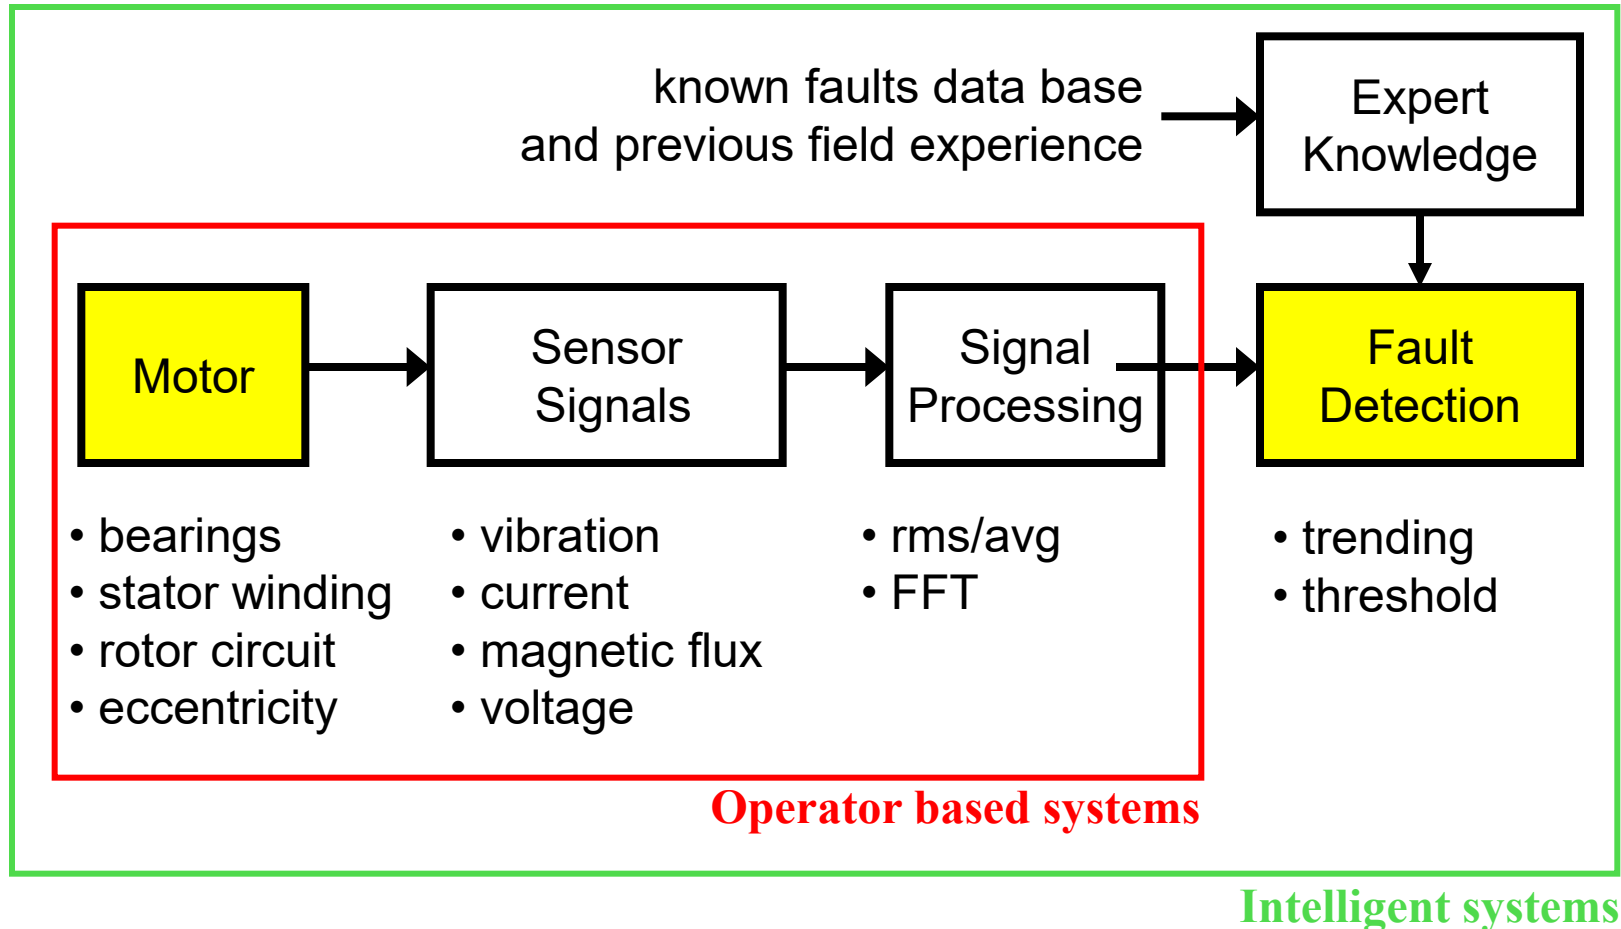 known faults data base
and previous field experience
Expert
Knowledge
Motor
Sensor
Signals
Signal
Processing
Fault
Detection
• bearings
• stator winding
• rotor circuit
• eccentricity
• vibration
• current
• magnetic flux
• voltage
• rms/avg
• FFT
• trending
• threshold
Operator based systems
Intelligent systems